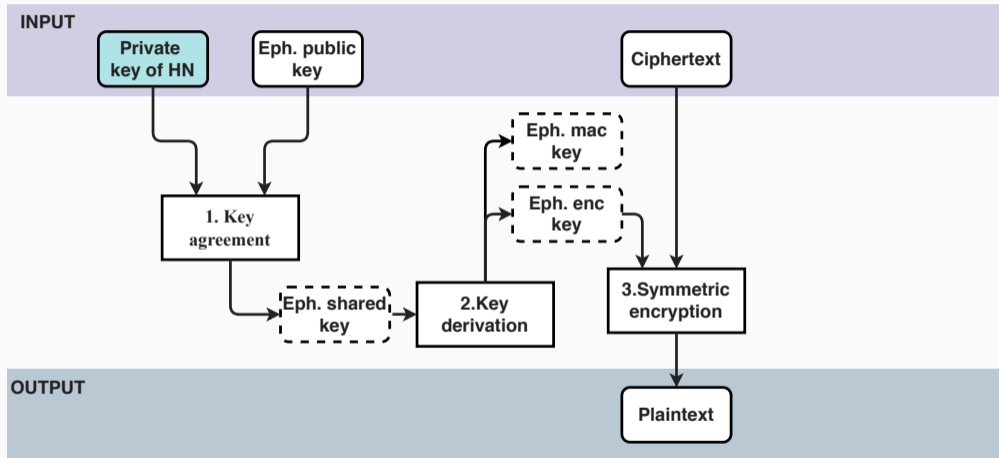 INPUT
Private
key of HN
Eph. public
key
Ciphertext
Eph. mac
key
Eph. enc
key
1. Key
agreement
Eph. shared
key
2.Key
derivation
3.Symmetric
encryption
OUTPUT
Plaintext